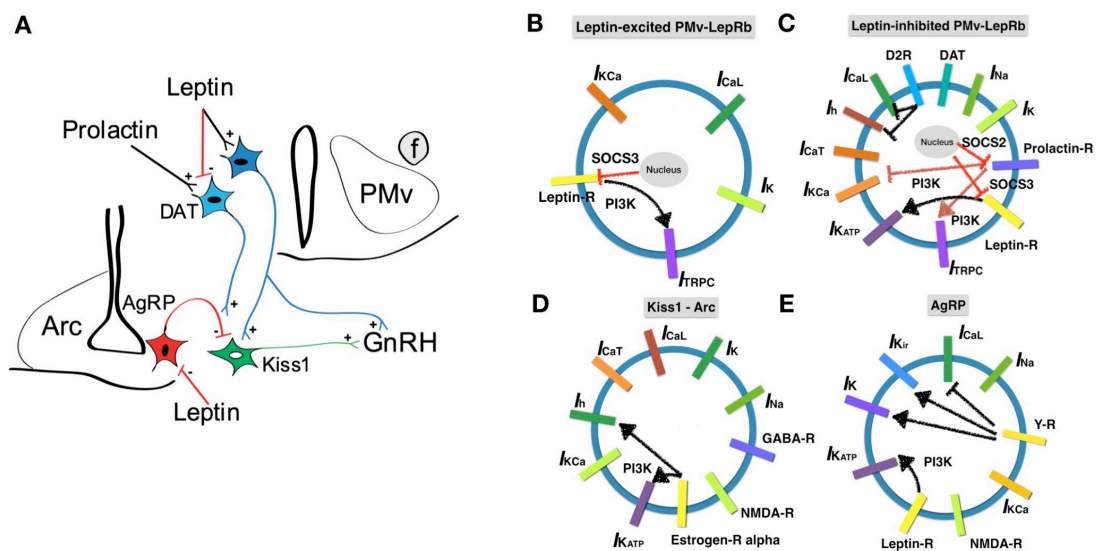 A
Leptin
Prolactin
+
-
+
-
DAT
f
PMv
+
+
AgRP
Arc
-
+
+
GnRH
Kiss1
-
Leptin
B
Leptin-excited PMv-LepRb
IKCa
ICaL
SOCS3
Nucleus
Leptin-R
PI3K
IK
ITRPC
C
Leptin-inhibited PMv-LepRb
D2R
DAT
ICaL
INa
Ih
IK
Nucleus
SOCS2
Prolactin-R
ICaT
PI3K
SOCS3
IKCa
IKATP
PI3K
Leptin-R
ITRPC
D
Kiss1 - Arc
ICaL
IK
ICaT
INa
Ih
GABA-R
IKCa
PI3K
NMDA-R
IKATP
Estrogen-R alpha
E
AgRP
ICaL
IKir
INa
IK
Y-R
IKATP
PI3K
IKCa
Leptin-R
NMDA-R